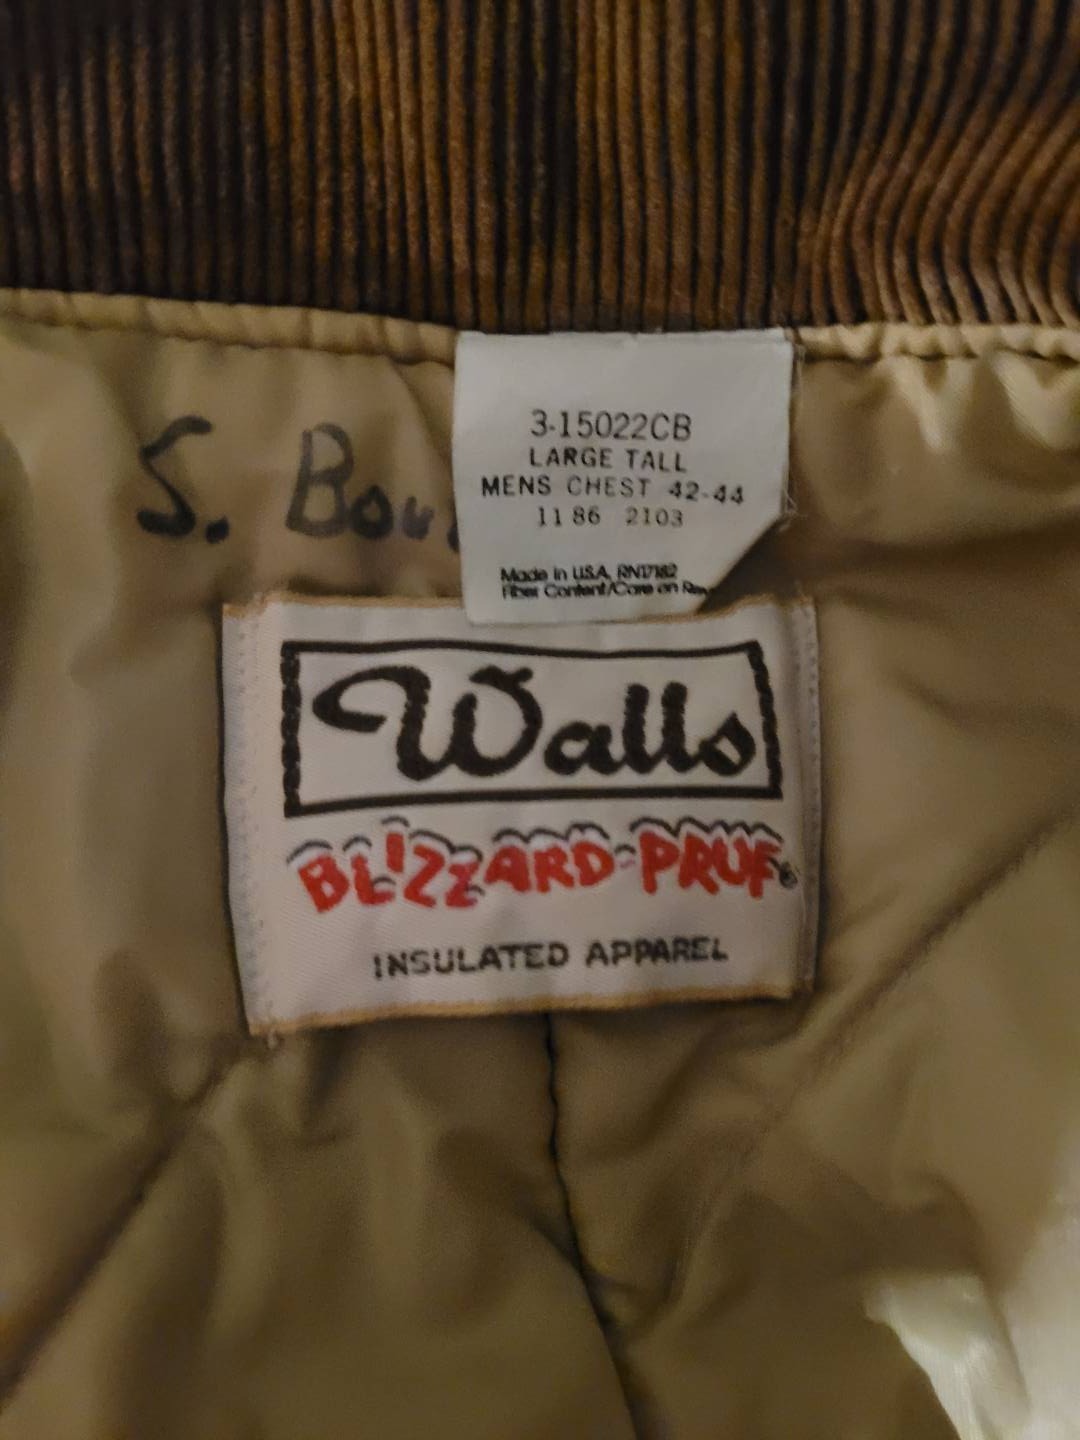 3-15022CB
LARGE TALL
MENS CHEST 42-44
11 86 2103
Made in U.S.A. RN17182
Fiber Content/Care on
S. Bou
Walls
BLIZZARD-PRUF®
INSULATED APPAREL